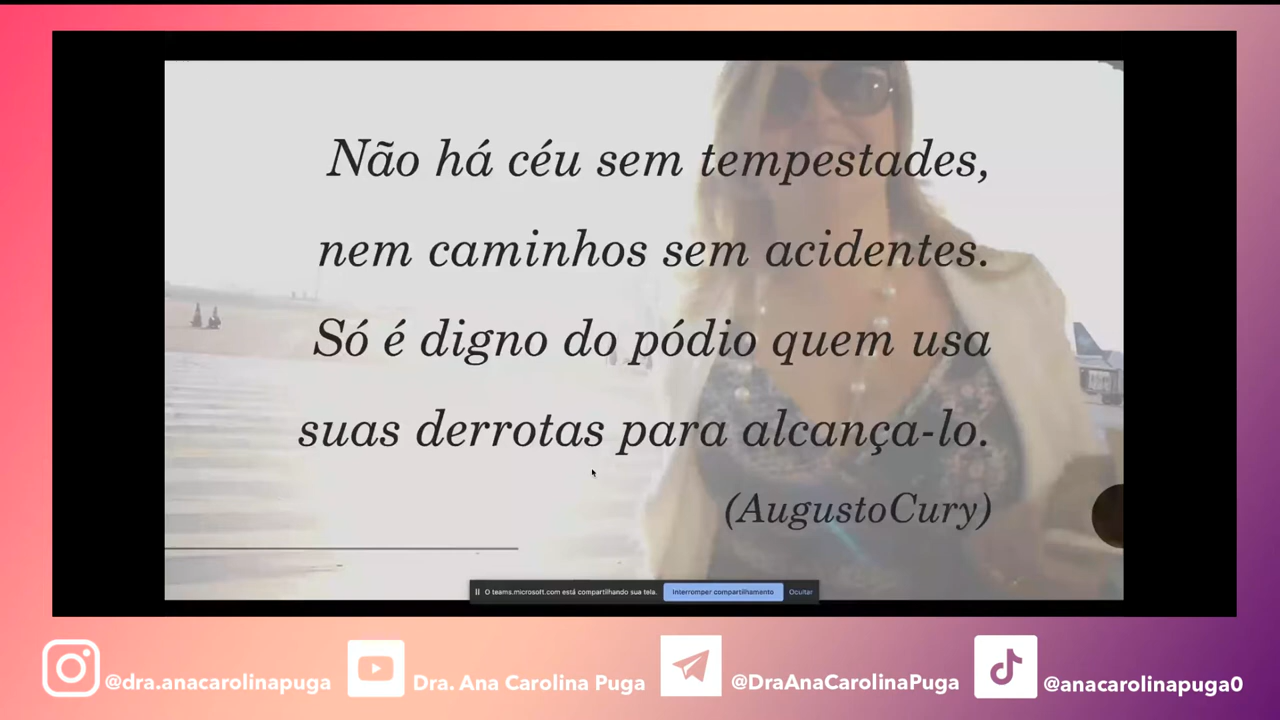 Não há céu sem tempestades,
nem caminhos sem acidentes.
Só é digno do pódio quem usa
suas derrotas para alcança-lo.
(AugustoCury)
O teams.microsoft.com está compartilhando sua tela. Interromper compartilhamento Ocultar
@dra.anacarolinapuga Dra. Ana Carolina Puga @DraAnaCarolinaPuga @anacarolinapuga0